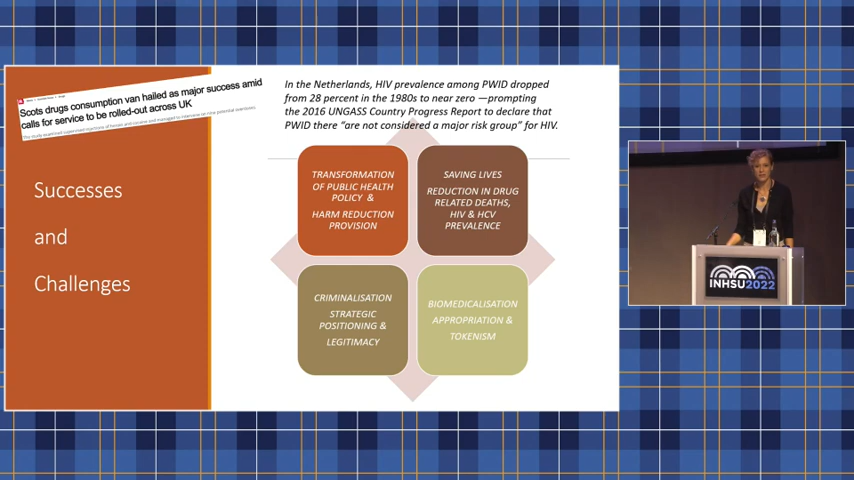 Scots drugs consumption van hailed as major success amid
calls for service to be rolled-out across UK
Successes
and
Challenges
In the Netherlands, HIV prevalence among PWID dropped
from 28 percent in the 1980s to near zero —prompting
the 2016 UNGASS Country Progress Report to declare that
PWID there “are not considered a major risk group” for HIV.
TRANSFORMATION
OF PUBLIC HEALTH
POLICY &
HARM REDUCTION
PROVISION
SAVING LIVES
REDUCTION IN DRUG
RELATED DEATHS,
HIV & HCV
PREVALENCE
CRIMINALISATION
STRATEGIC
POSITIONING &
LEGITIMACY
BIOMEDICALISATION
APPROPRIATION &
TOKENISM
INHSU2022